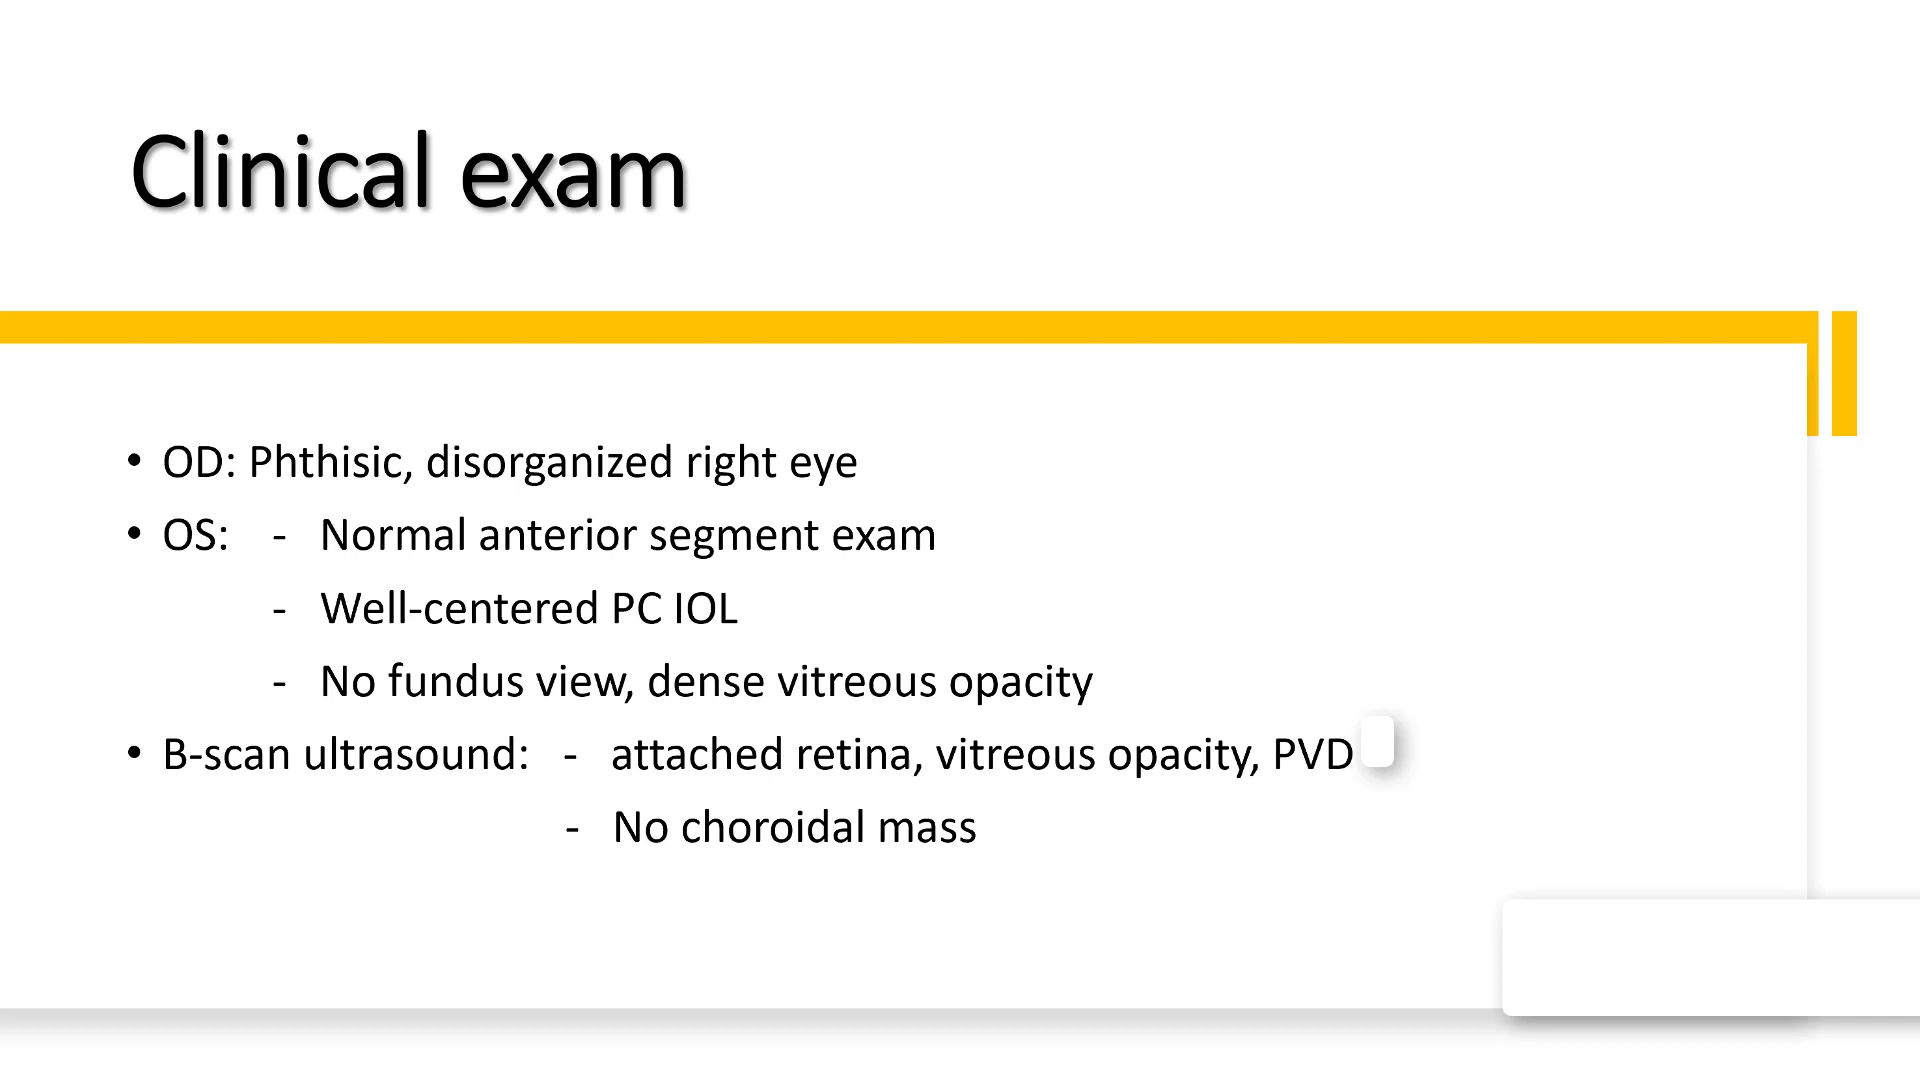 Clinical exam
• OD: Phthisic, disorganized right eye
• OS: - Normal anterior segment exam
- Well-centered PC IOL
- No fundus view, dense vitreous opacity
• B-scan ultrasound: - attached retina, vitreous opacity, PVD
- No choroidal mass